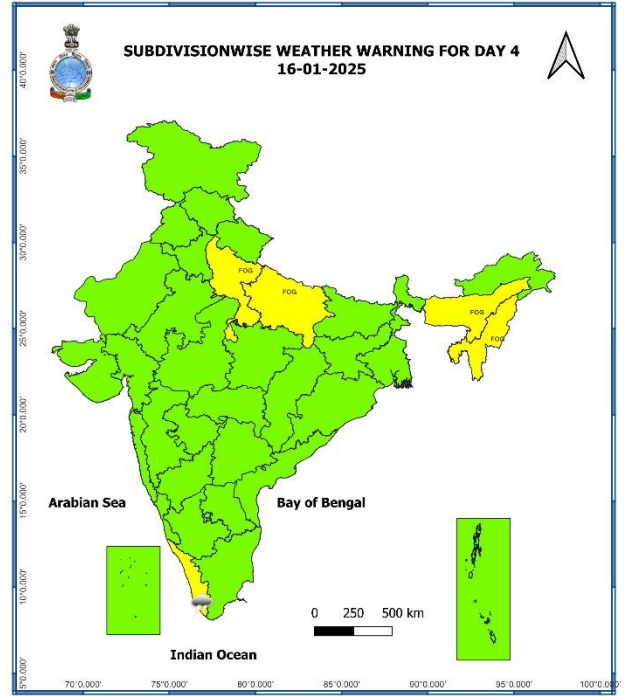 SUBDIVISIONWISE WEATHER WARNING FOR DAY 4
16-01-2025
40°0.000'
35°0.000'
30°0.000'
FOG
FOG
FOG
FOG
25°0.000'
20°0.000'
15°0.000'
Arabian Sea
Bay of Bengal
10°0.000'
0 250 500 km
Indian Ocean
5°0.000'
70°0.000' 75°0.000' 80°0.000' 85°0.000' 90°0.000' 95°0.000' 100°0.000'